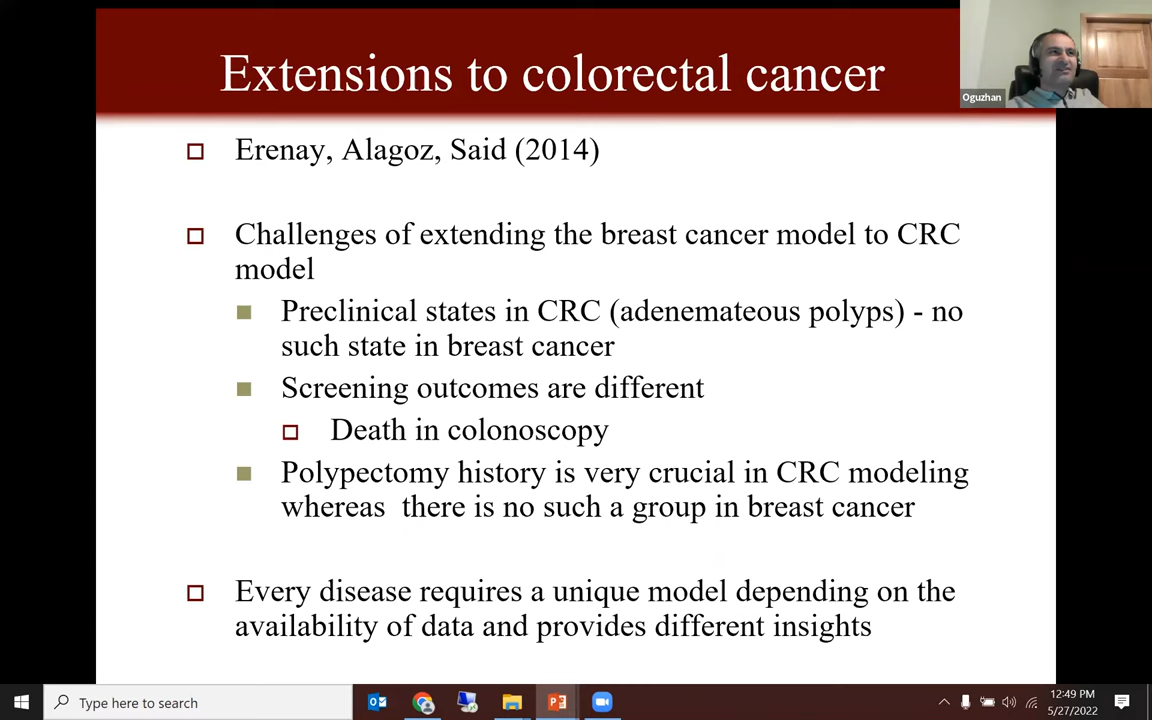 Extensions to colorectal cancer
Oguzhan
Erenay, Alagoz, Said (2014)
Challenges of extending the breast cancer model to CRC
model
Preclinical states in CRC (adenemateous polyps) - no
such state in breast cancer
Screening outcomes are different
Death in colonoscopy
Polypectomy history is very crucial in CRC modeling
whereas there is no such a group in breast cancer
Every disease requires a unique model depending on the
availability of data and provides different insights
Type here to search
12:49 PM
5/27/2022